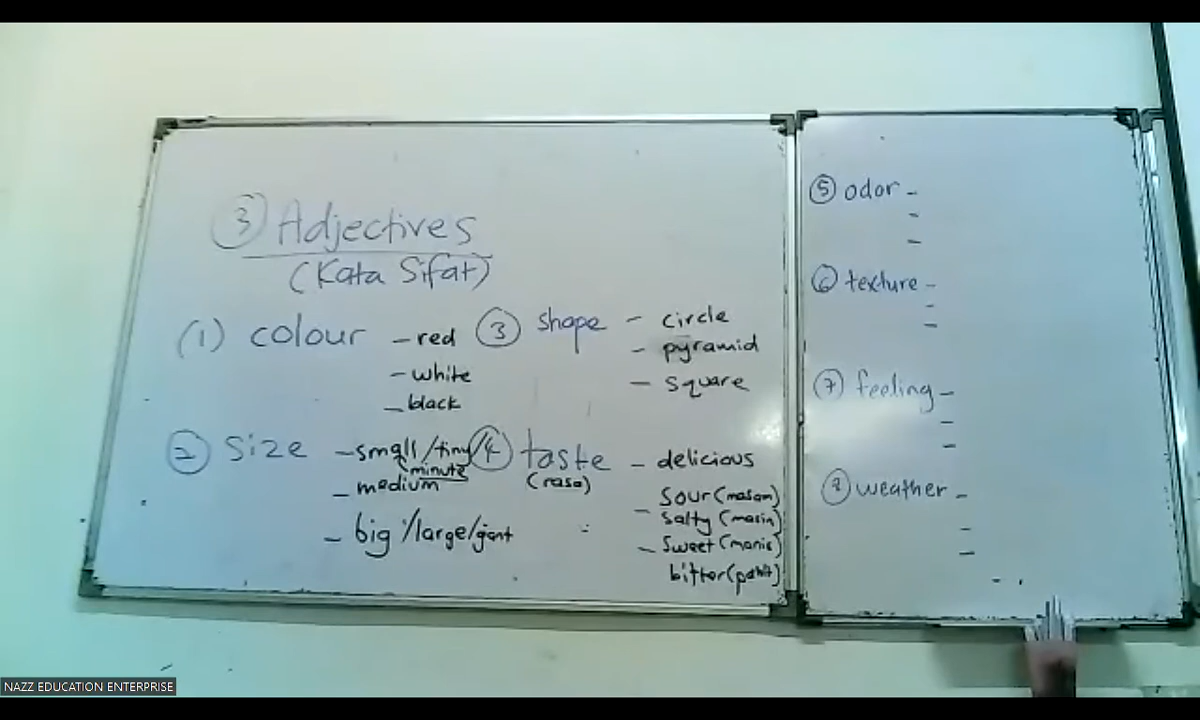 ③ Adjectives
(Kata Sifat)
(1) colour - red
- white
- black
② Size - small/tiny/
(minute
- medium
- big /large/giant
③ shape - circle
- pyramid
- square
④ taste - delicious
(rasa)
- Sour (masam)
Salty (masin)
- Sweet (manis)
bitter (pahit)
⑤ odor -
-
-
⑥ texture -
-
-
⑦ feeling -
-
-
⑧ weather -
-
-
NAZZ EDUCATION ENTERPRISE